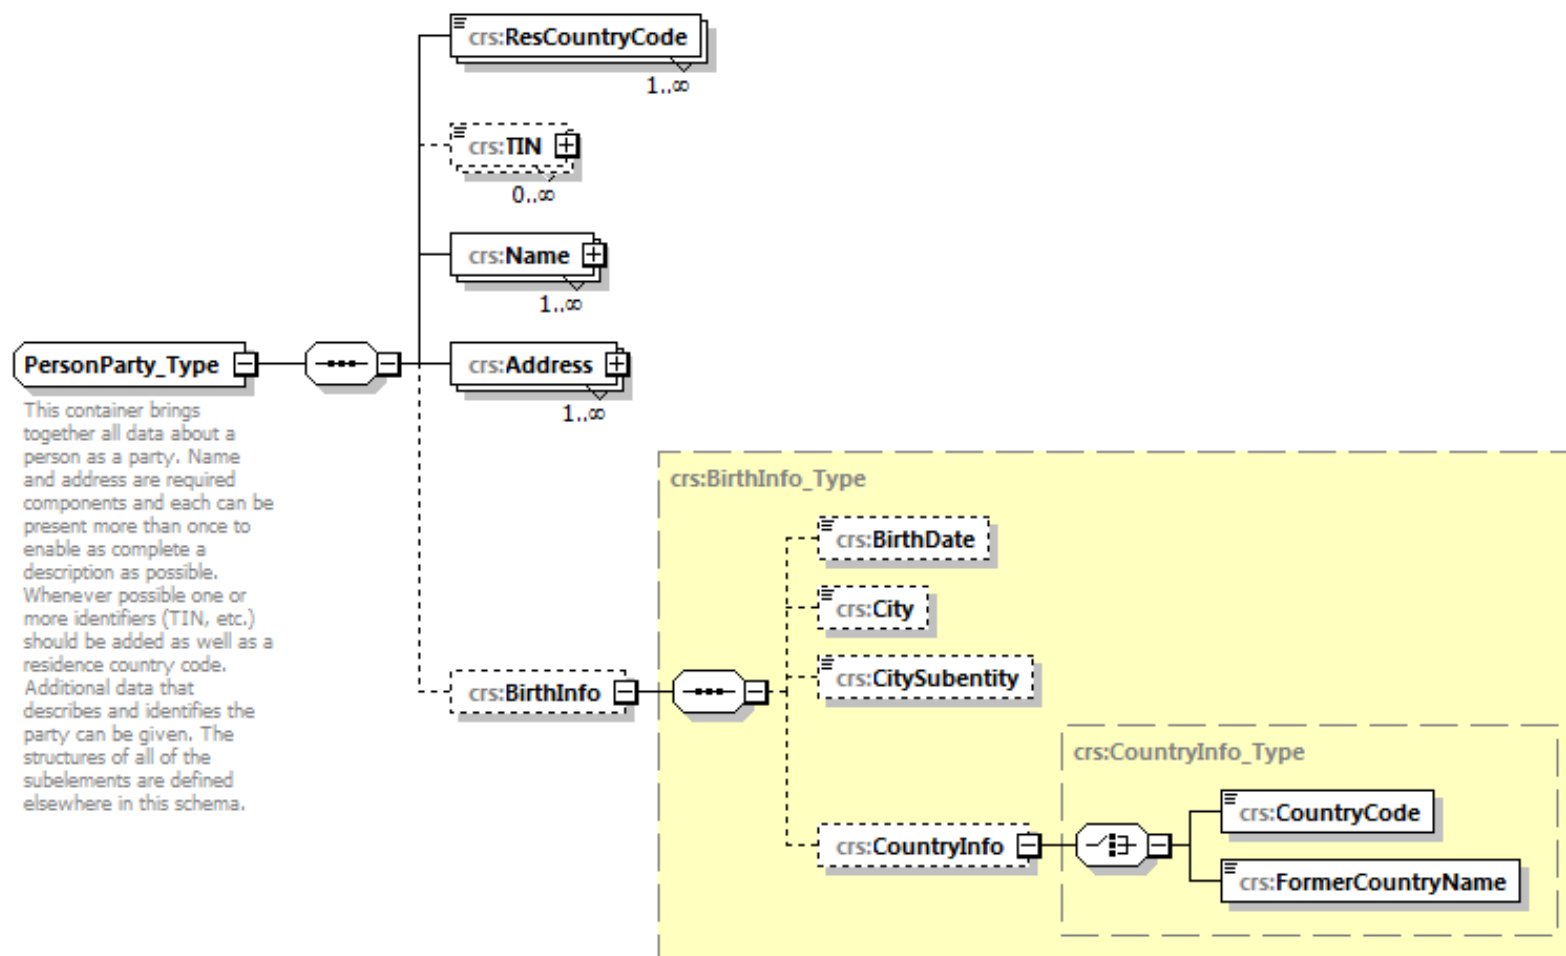 crs:ResCountryCode
1..∞
crs:TIN
0..∞
crs:Name
1..∞
PersonParty_Type
crs:Address
1..∞
This container brings
together all data about a
person as a party. Name
and address are required
components and each can be
present more than once to
enable as complete a
description as possible.
Whenever possible one or
more identifiers (TIN, etc.)
should be added as well as a
residence country code.
Additional data that
describes and identifies the
party can be given. The
structures of all of the
subelements are defined
elsewhere in this schema.
crs:BirthInfo
crs:BirthInfo_Type
crs:BirthDate
crs:City
crs:CitySubentity
crs:CountryInfo
crs:CountryInfo_Type
crs:CountryCode
crs:FormerCountryName